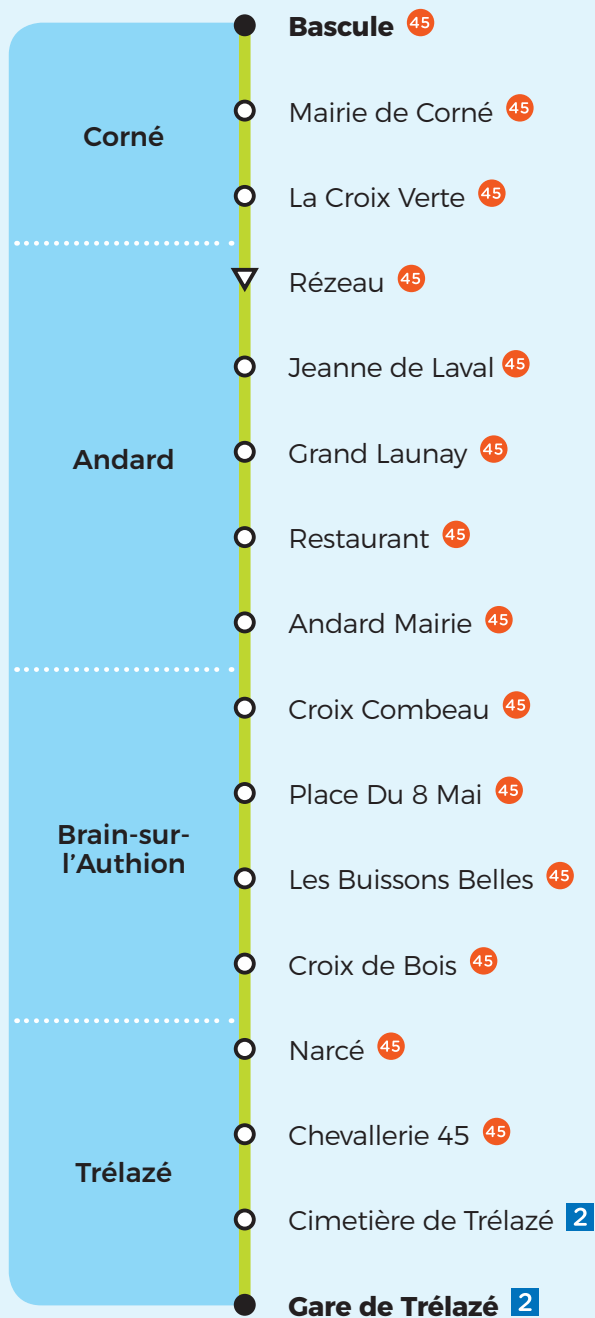 Bascule 45
Corné
Mairie de Corné 45
La Croix Verte 45
Rézeau 45
Jeanne de Laval 45
Andard
Grand Launay 45
Restaurant 45
Andard Mairie 45
Croix Combeau 45
Place Du 8 Mai 45
Brain-sur-
l'Authion
Les Buissons Belles 45
Croix de Bois 45
Narcé 45
Chevallerie 45 45
Trélazé
Cimetière de Trélazé 2
Gare de Trélazé 2